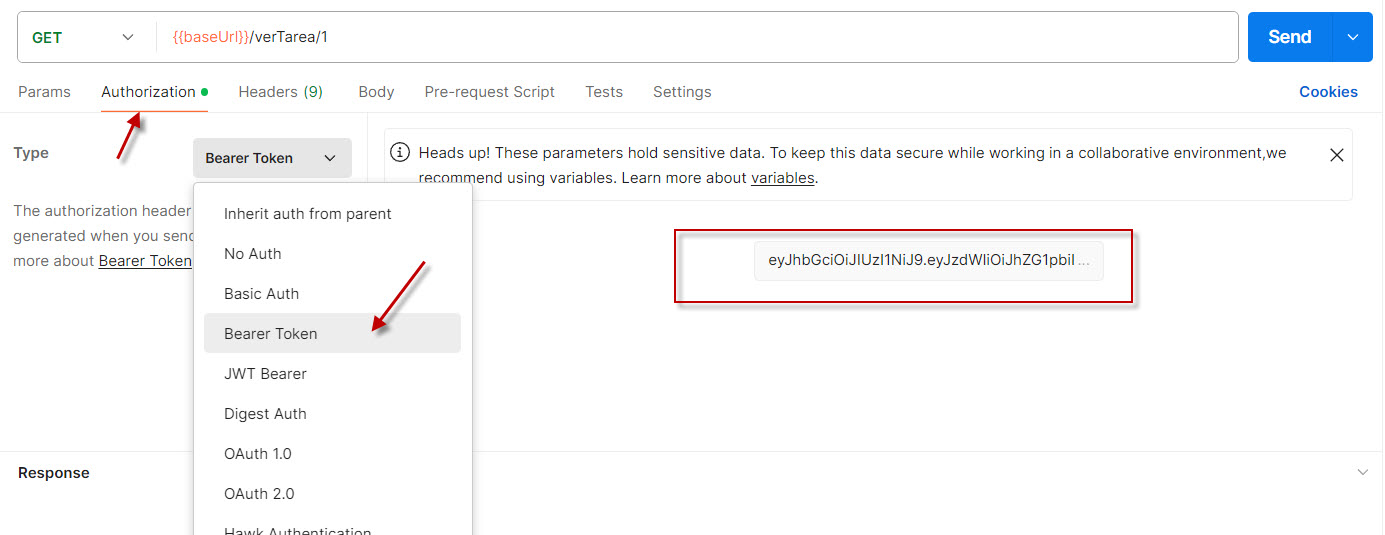 GET
{{baseUrl}}/verTarea/1
Send
Params
Authorization
Headers (9)
Body
Pre-request Script
Tests
Settings
Cookies
Type
Bearer Token
Heads up! These parameters hold sensitive data. To keep this data secure while working in a collaborative environment,we
recommend using variables. Learn more about variables.
The authorization header
generated when you send
more about Bearer Token
Inherit auth from parent
No Auth
Basic Auth
Bearer Token
JWT Bearer
Digest Auth
OAuth 1.0
OAuth 2.0
Hawk Authentication
eyJhbGciOiJIUzI1NiJ9.eyJzdWIiOiJhZG1pbiI ...
Response